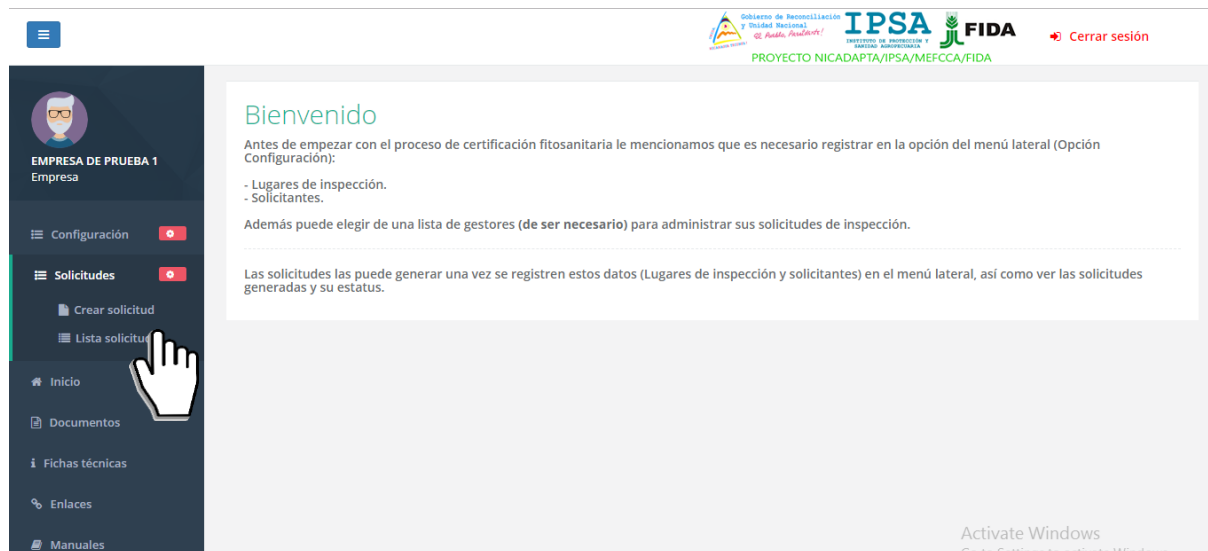 Gobierno de Reconciliación
y Unidad Nacional
El Pueblo, Presidente!
IPSA
INSTITUTO DE PROTECCIÓN Y
SANIDAD AGROPECUARIA
FIDA
PROYECTO NICADAPTA/IPSA/MEFCCA/FIDA
Cerrar sesión
EMPRESA DE PRUEBA 1
Empresa
Configuración
Solicitudes
Crear solicitud
Lista solicitud
Inicio
Documentos
Fichas técnicas
Enlaces
Manuales
Bienvenido
Antes de empezar con el proceso de certificación fitosanitaria le mencionamos que es necesario registrar en la opción del menú lateral (Opción
Configuración):
- Lugares de inspección.
- Solicitantes.
Además puede elegir de una lista de gestores (de ser necesario) para administrar sus solicitudes de inspección.
Las solicitudes las puede generar una vez se registren estos datos (Lugares de inspección y solicitantes) en el menú lateral, así como ver las solicitudes
generadas y su estatus.
Activate Windows